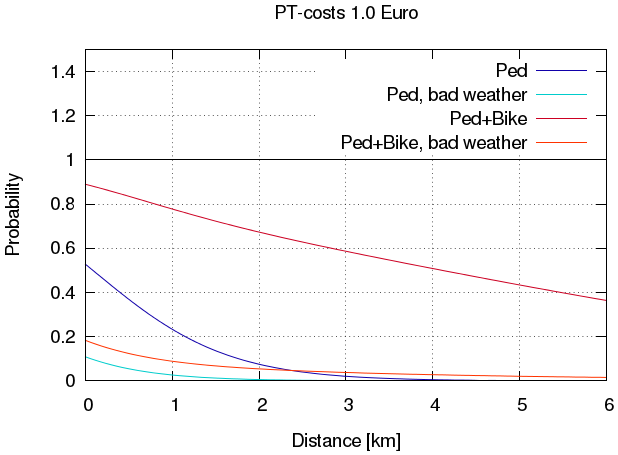 PT-costs 1.0 Euro
1.4
1.2
1
0.8
0.6
0.4
0.2
0
Probability
Ped
Ped, bad weather
Ped+Bike
Ped+Bike, bad weather
0 1 2 3 4 5 6
Distance [km]